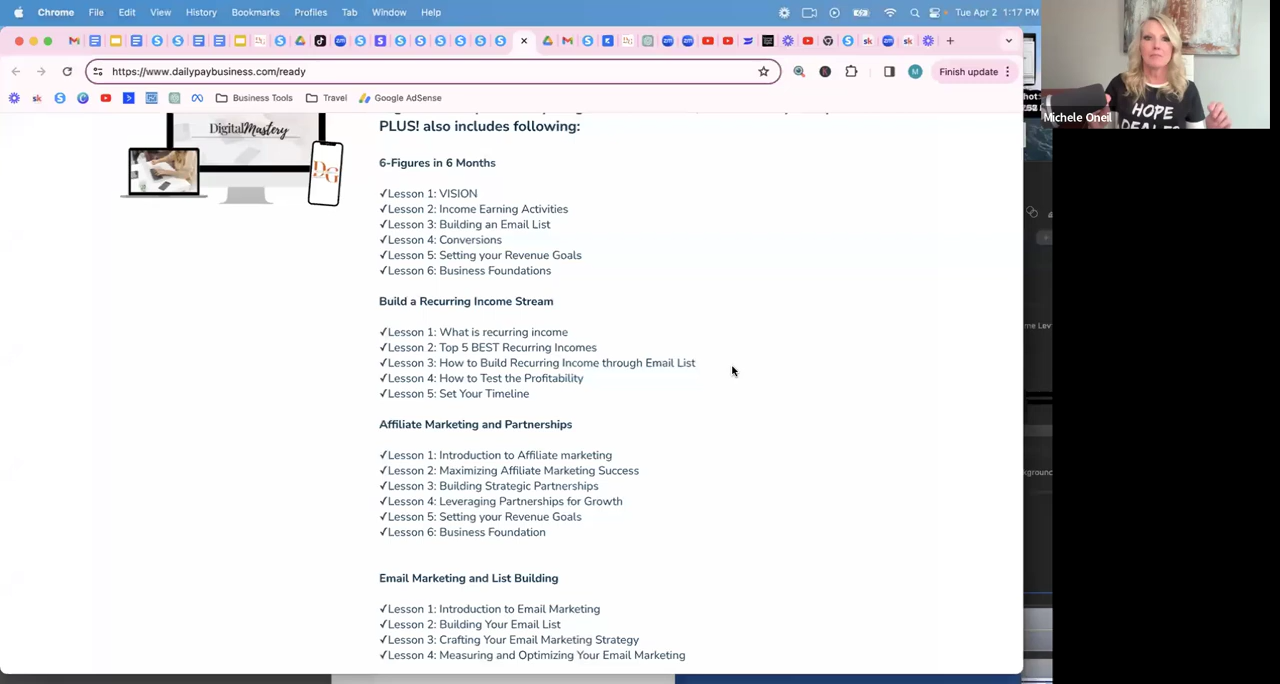 Chrome File Edit View History Bookmarks Profiles Tab Window Help
Tue Apr 2 1:17 PM
https://www.dailypaybusiness.com/ready
M
Finish update
Business Tools
Travel
Google AdSense
HOPE
DEALER
Michele Oneil
Digital Mastery
DG
PLUS! also includes following:
6-Figures in 6 Months
✓Lesson 1: VISION
✓Lesson 2: Income Earning Activities
✓Lesson 3: Building an Email List
✓Lesson 4: Conversions
✓Lesson 5: Setting your Revenue Goals
✓Lesson 6: Business Foundations
Build a Recurring Income Stream
✓Lesson 1: What is recurring income
✓Lesson 2: Top 5 BEST Recurring Incomes
✓Lesson 3: How to Build Recurring Income through Email List
✓Lesson 4: How to Test the Profitability
✓Lesson 5: Set Your Timeline
Affiliate Marketing and Partnerships
✓Lesson 1: Introduction to Affiliate marketing
✓Lesson 2: Maximizing Affiliate Marketing Success
✓Lesson 3: Building Strategic Partnerships
✓Lesson 4: Leveraging Partnerships for Growth
✓Lesson 5: Setting your Revenue Goals
✓Lesson 6: Business Foundation
Email Marketing and List Building
✓Lesson 1: Introduction to Email Marketing
✓Lesson 2: Building Your Email List
✓Lesson 3: Crafting Your Email Marketing Strategy
✓Lesson 4: Measuring and Optimizing Your Email Marketing